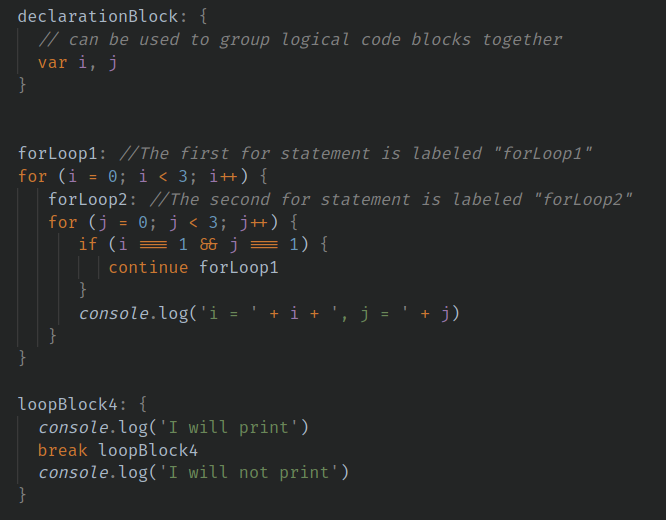 declarationBlock: {
  // can be used to group logical code blocks together
  var i, j
}
forLoop1: //The first for statement is labeled "forLoop1"
for (i = 0; i < 3; i++) {
   forLoop2: //The second for statement is labeled "forLoop2"
   for (j = 0; j < 3; j++) {
      if (i === 1 && j === 1) {
         continue forLoop1
      }
      console.log('i = ' + i + ', j = ' + j)
   }
}
loopBlock4: {
  console.log('I will print')
  break loopBlock4
  console.log('I will not print')
}